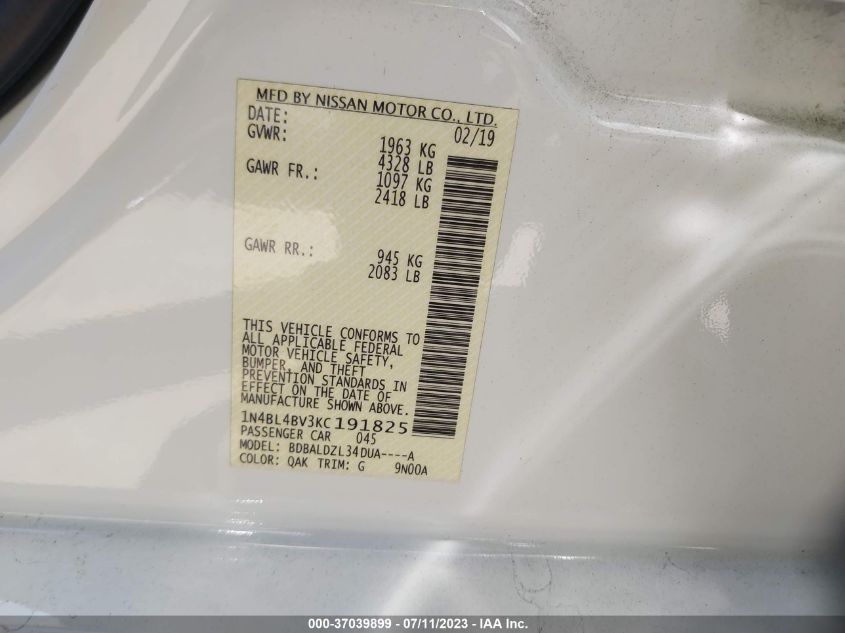 MFD BY NISSAN MOTOR CO., LTD.
DATE: 02/19
GVWR: 1963 KG
4328 LB
GAWR FR.: 1097 KG
2418 LB
GAWR RR.: 945 KG
2083 LB
THIS VEHICLE CONFORMS TO
ALL APPLICABLE FEDERAL
MOTOR VEHICLE SAFETY,
BUMPER, AND THEFT
PREVENTION STANDARDS IN
EFFECT ON THE DATE OF
MANUFACTURE SHOWN ABOVE.
1N4BL4BV3KC191825
PASSENGER CAR 045
MODEL: BDBALDZL34DUA----A
COLOR: QAK TRIM: G 9N00A
000-37039899 - 07/11/2023 - IAA Inc.